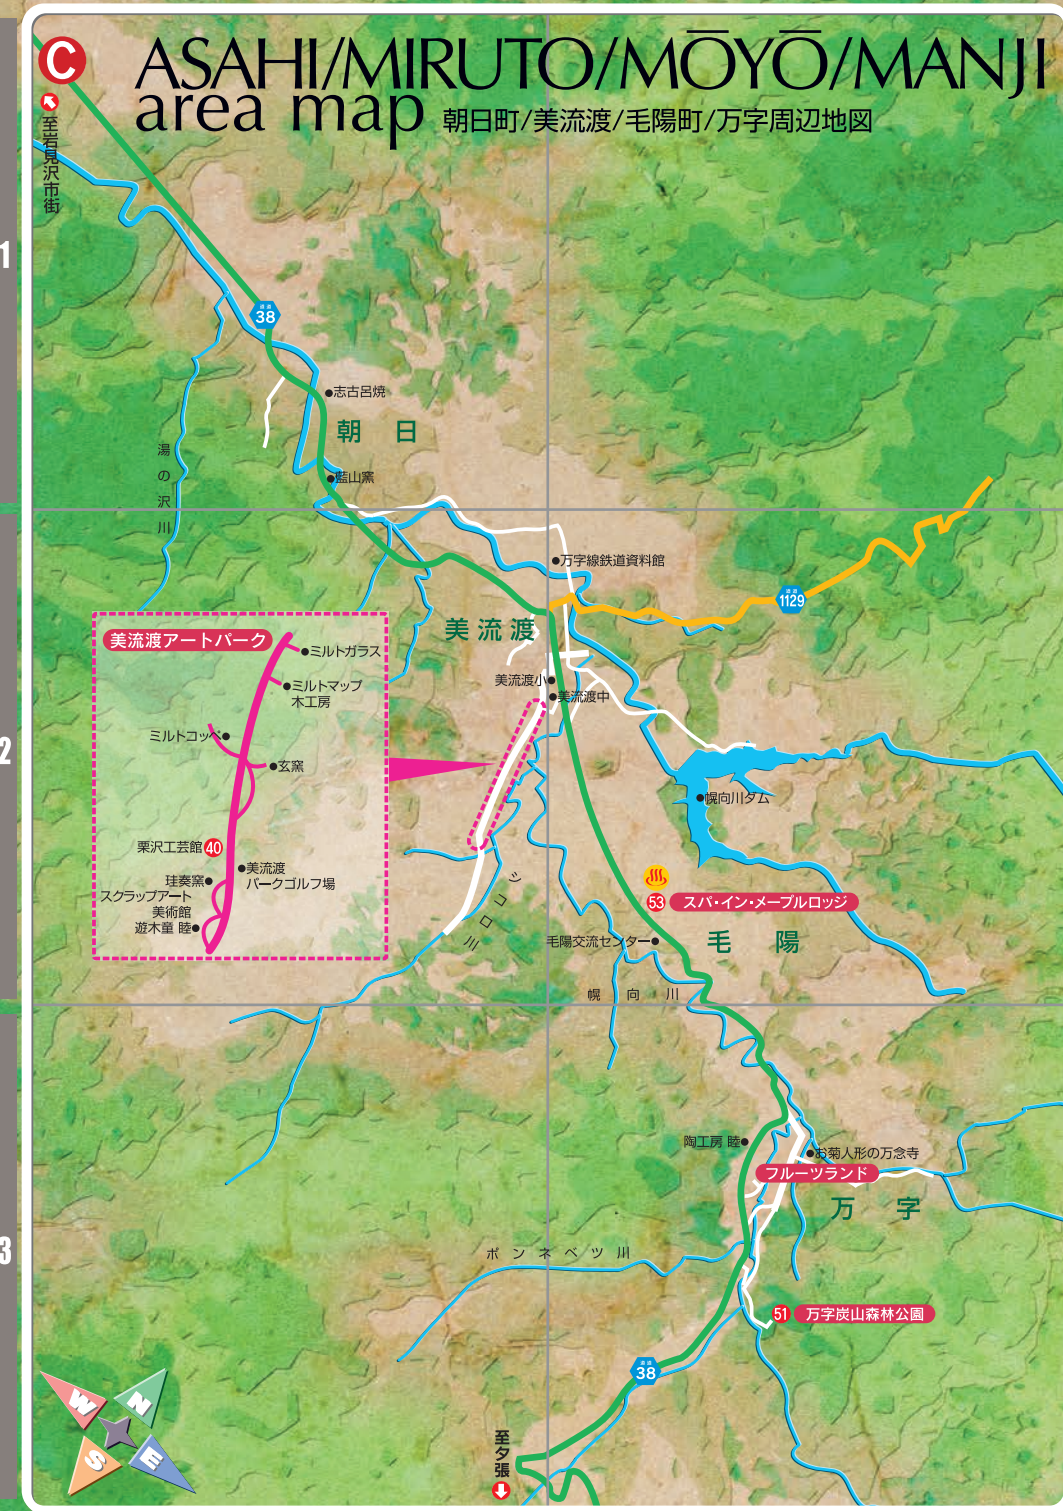 C
ASAHI/MIRUTO/MŌYŌ/MANJI
area map 朝日町/美流渡/毛陽町/万字周辺地図
至岩見沢市街
1
道道
38
志古呂焼
朝日
湯の沢川
藍山窯
万字線鉄道資料館
道道
1129
美流渡
美流渡アートパーク
ミルトガラス
ミルトマップ
木工房
ミルトコッペ
玄窯
栗沢工芸館 40
美流渡
パークゴルフ場
珪奏窯
スクラップアート
美術館
遊木童 睦
美流渡小
美流渡中
2
幌向川ダム
シコロ川
53 スパ・イン・メープルロッジ
毛陽交流センター
毛陽
幌向川
陶工房 睦
お菊人形の万念寺
フルーツランド
万字
3
ポンネベツ川
51 万字炭山森林公園
道道
38
至夕張
W
N
S
E